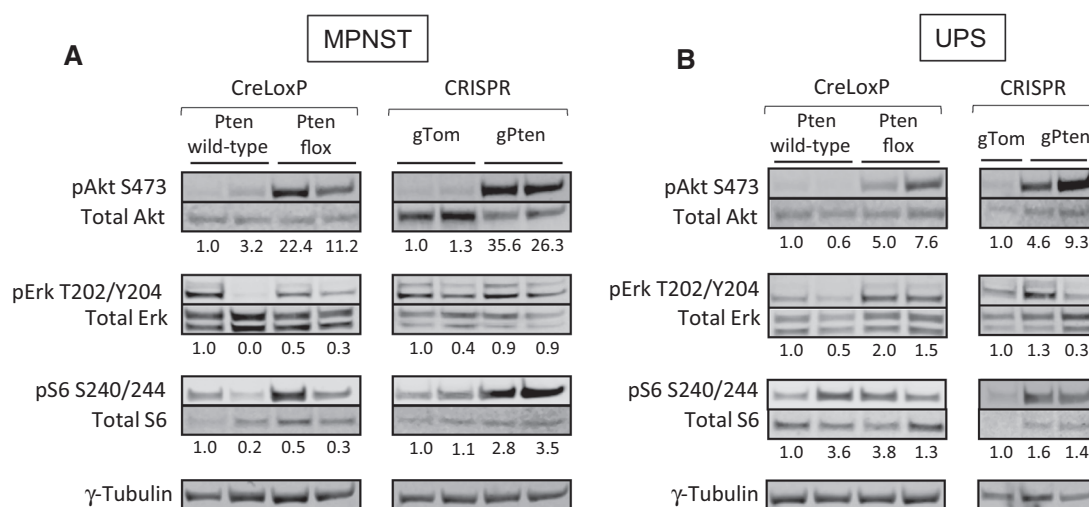 A
MPNST
CreLoxP
CRISPR
Pten wild-type
Pten flox
gTom
gPten
pAkt S473
Total Akt
1.0 3.2 22.4 11.2 1.0 1.3 35.6 26.3
pErk T202/Y204
Total Erk
1.0 0.0 0.5 0.3 1.0 0.4 0.9 0.9
pS6 S240/244
Total S6
1.0 0.2 0.5 0.3 1.0 1.1 2.8 3.5
γ-Tubulin
B
UPS
CreLoxP
CRISPR
Pten wild-type
Pten flox
gTom
gPten
pAkt S473
Total Akt
1.0 0.6 5.0 7.6 1.0 4.6 9.3
pErk T202/Y204
Total Erk
1.0 0.5 2.0 1.5 1.0 1.3 0.3
pS6 S240/244
Total S6
1.0 3.6 3.8 1.3 1.0 1.6 1.4
γ-Tubulin